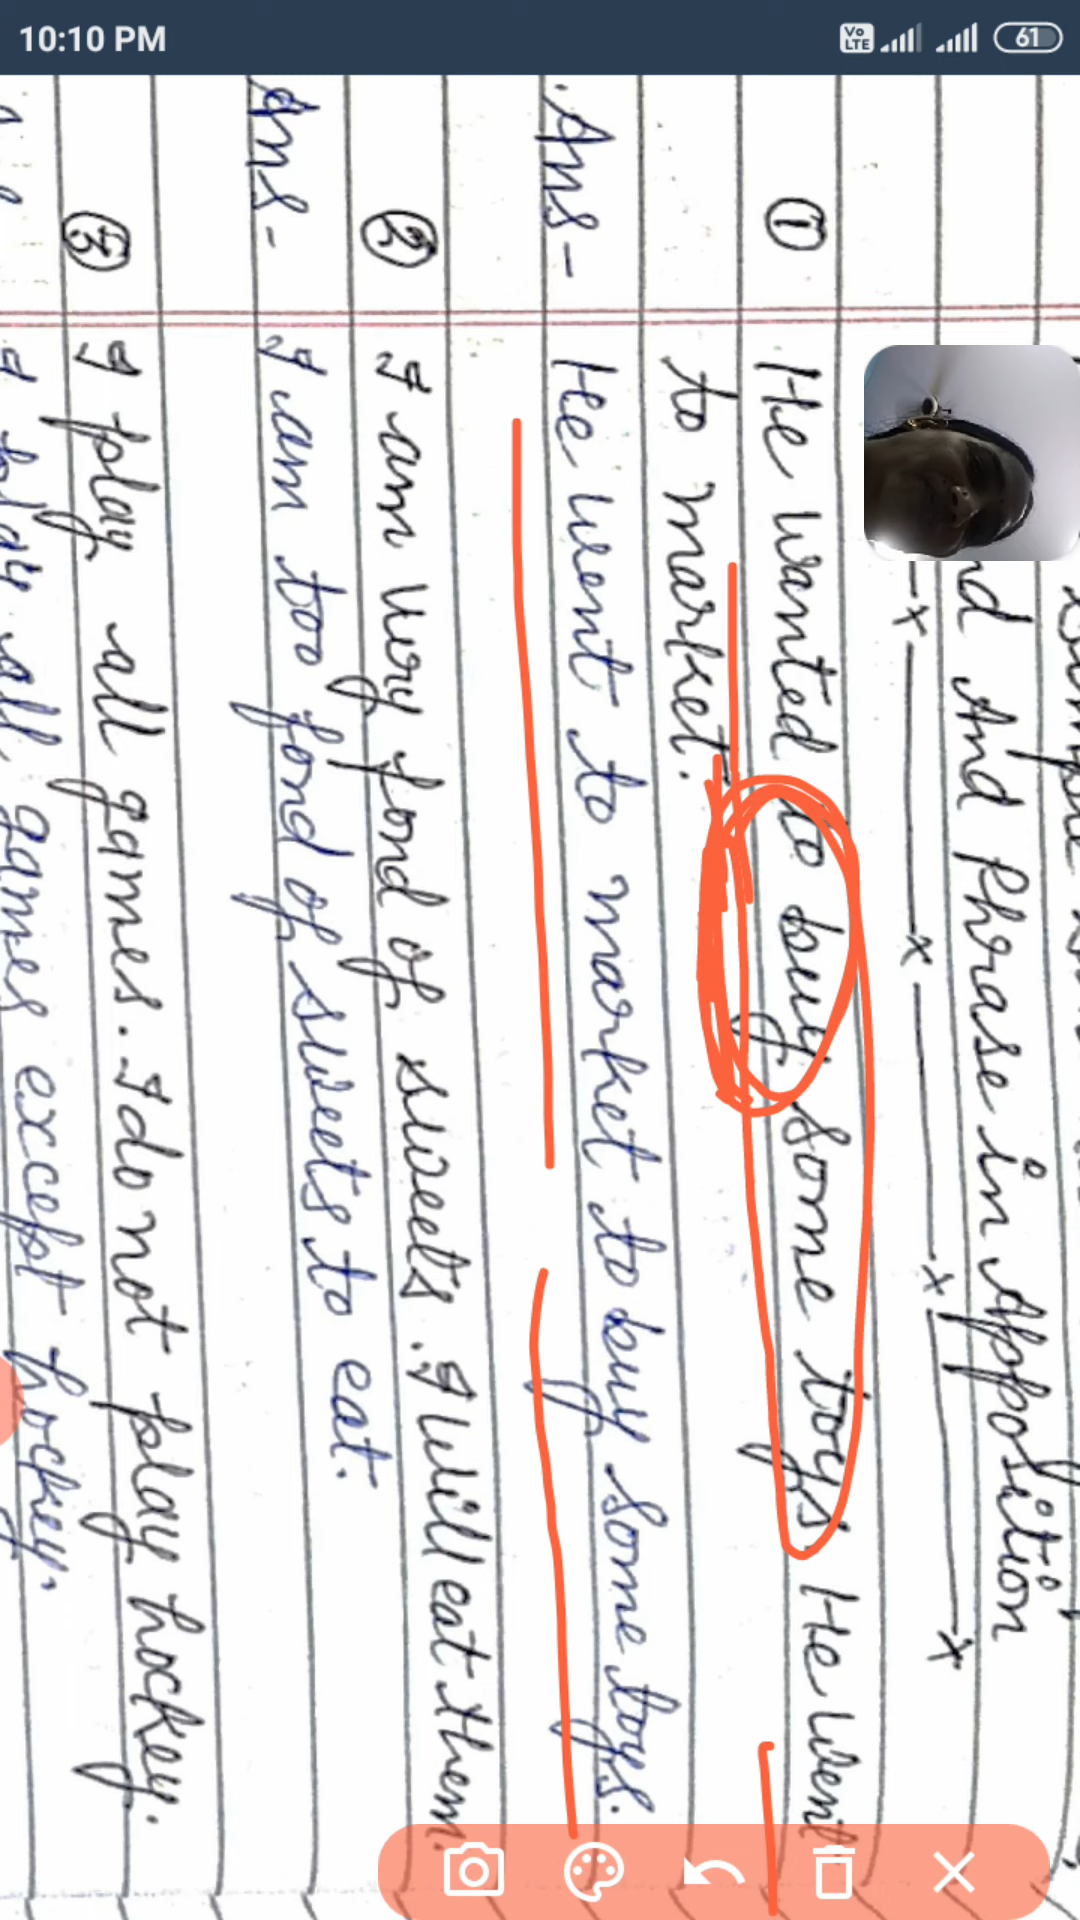 10:10 PM
Vo LTE
61
nd And Phrase in Apposition
x x x x
① He wanted to buy some toys. He went
to market.
Ans- He went to market to buy some toys.
② I am very fond of sweets. I will eat them.
Ans- I am too fond of sweets to eat.
I play all games. I do not play hockey.
I play all games except hockey.